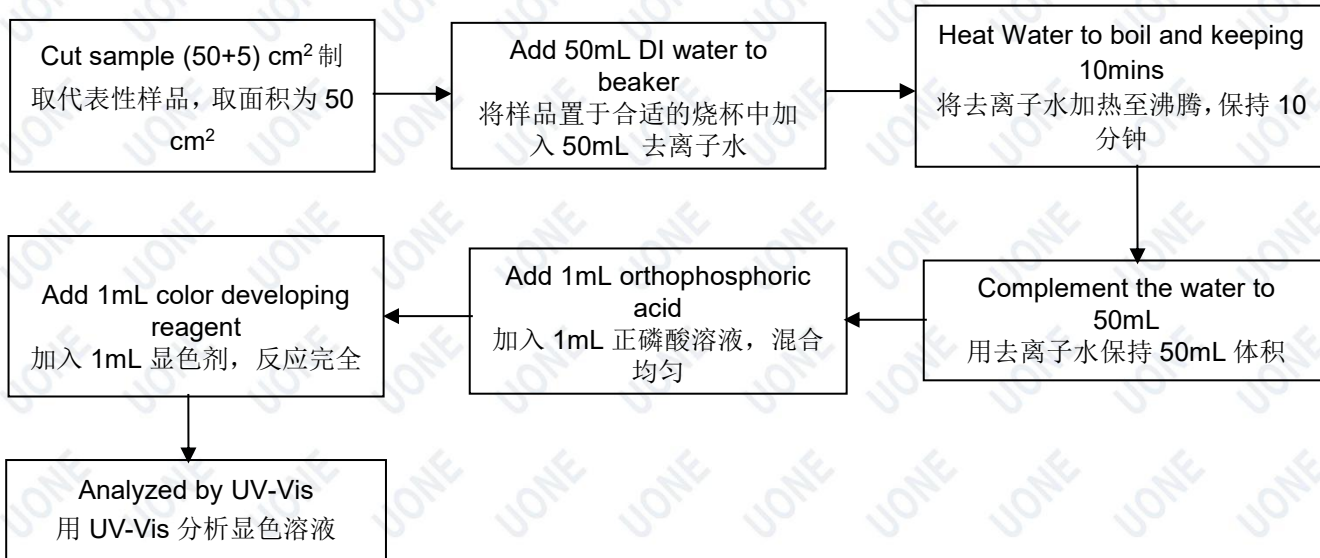 Cut sample (50+5) cm² 制
取代表性样品，取面积为 50
cm²
Add 50mL DI water to
beaker
将样品置于合适的烧杯中加
入 50mL 去离子水
Heat Water to boil and keeping
10mins
将去离子水加热至沸腾，保持 10
分钟
Complement the water to
50mL
用去离子水保持 50mL 体积
Add 1mL orthophosphoric
acid
加入 1mL 正磷酸溶液，混合
均匀
Add 1mL color developing
reagent
加入 1mL 显色剂，反应完全
Analyzed by UV-Vis
用 UV-Vis 分析显色溶液
UONE